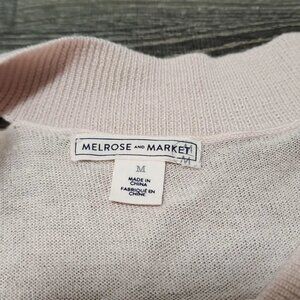 MELROSE AND MARKET
M
M
M
MADE IN
CHINA
FABRIQUÉ EN
CHINE